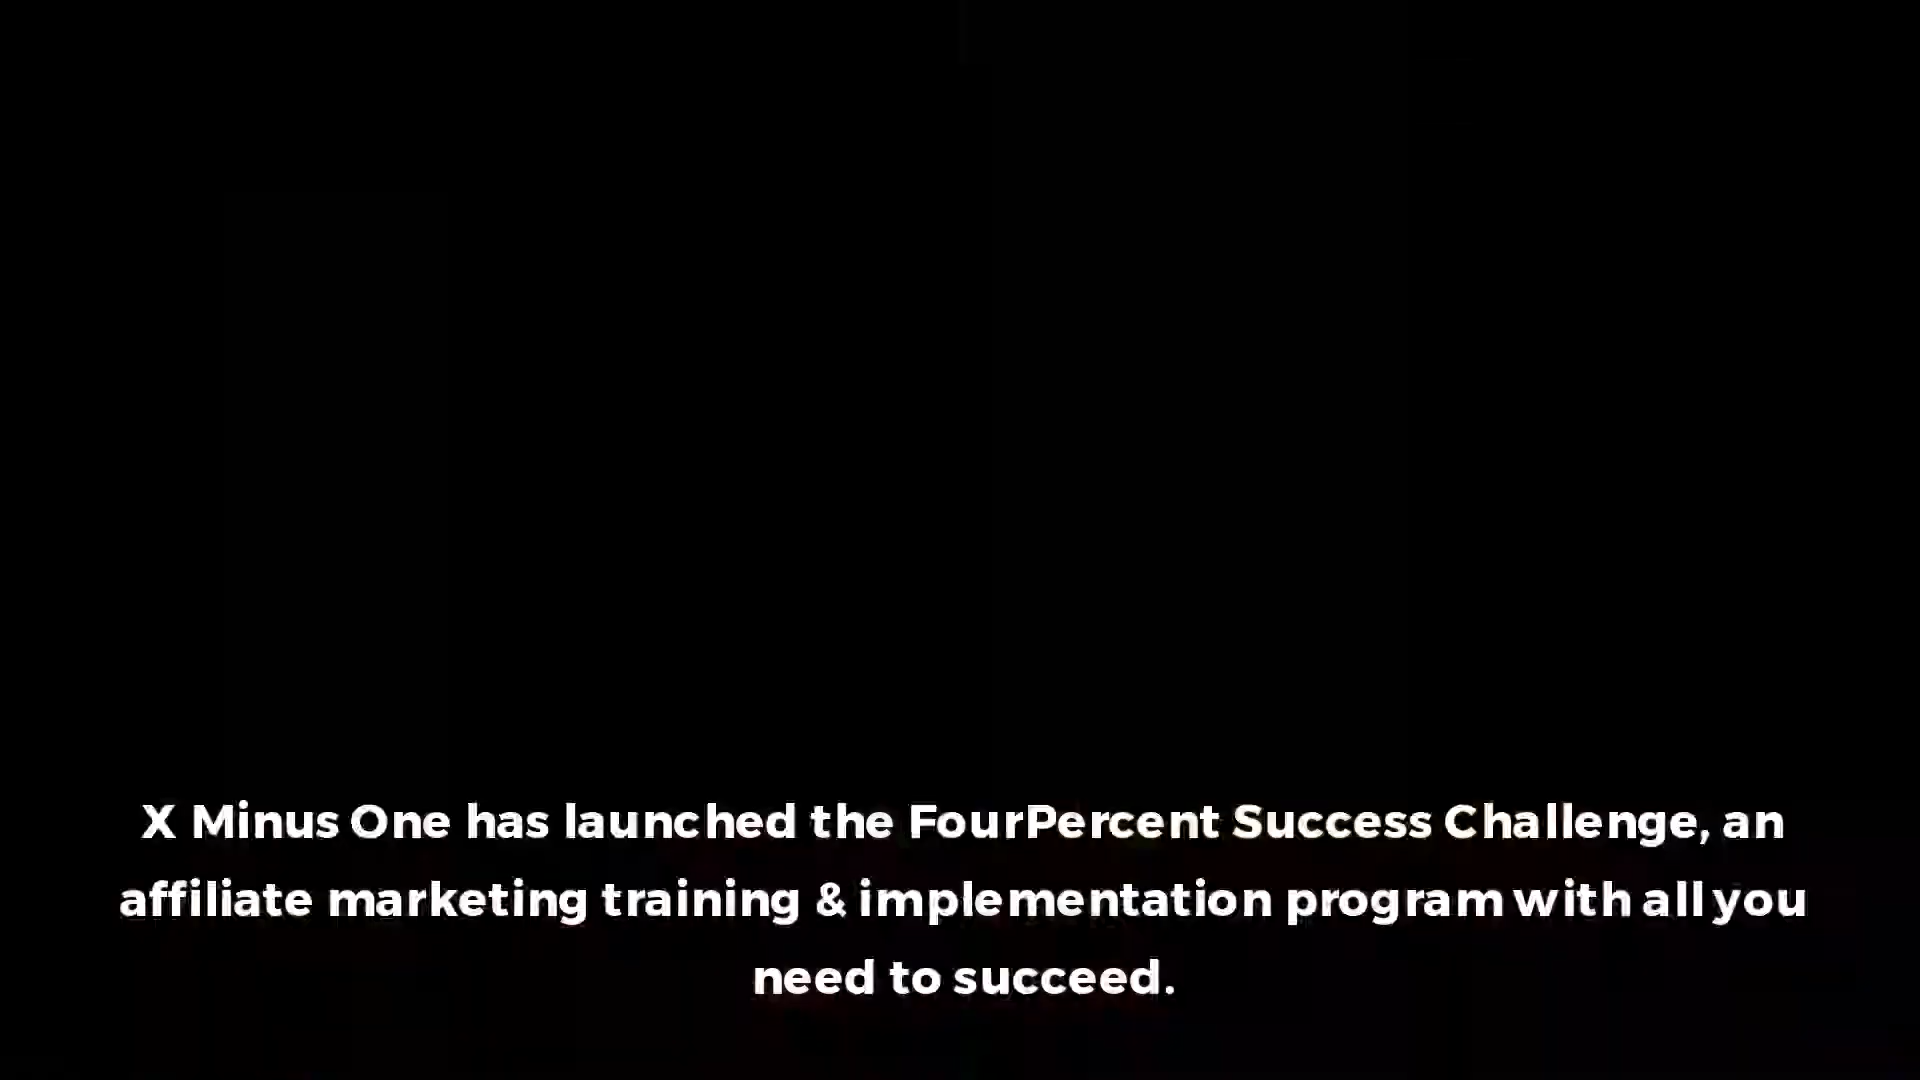 X Minus One has launched the FourPercent Success Challenge, an
affiliate marketing training & implementation program with all you
need to succeed.